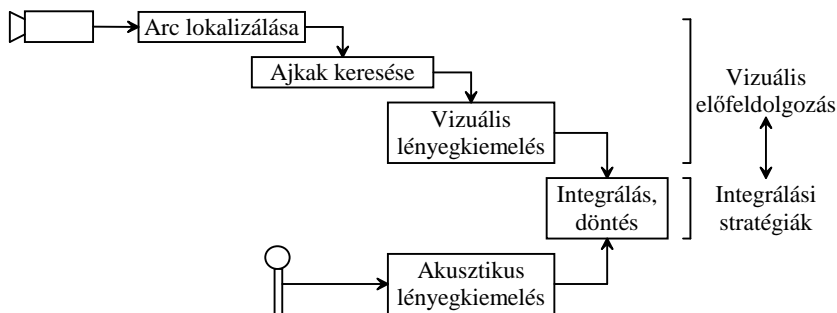 Arc lokalizálása
Ajkak keresése
Vizuális
lényegkiemelés
Vizuális
előfeldolgozás
Integrálás,
döntés
Integrálási
stratégiák
Akusztikus
lényegkiemelés